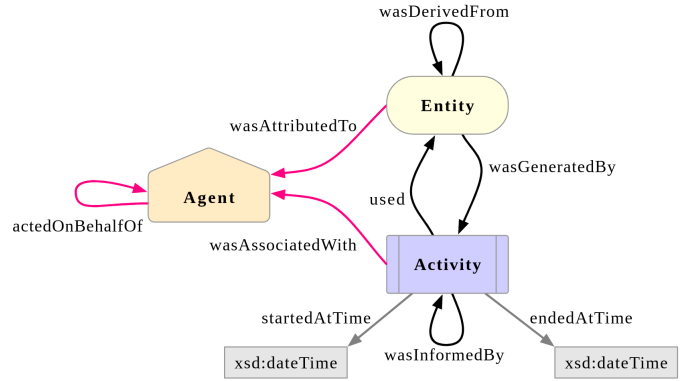 wasDerivedFrom
Entity
wasAttributedTo
wasGeneratedBy
Agent
used
actedOnBehalfOf
wasAssociatedWith
Activity
startedAtTime
endedAtTime
wasInformedBy
xsd:dateTime
xsd:dateTime